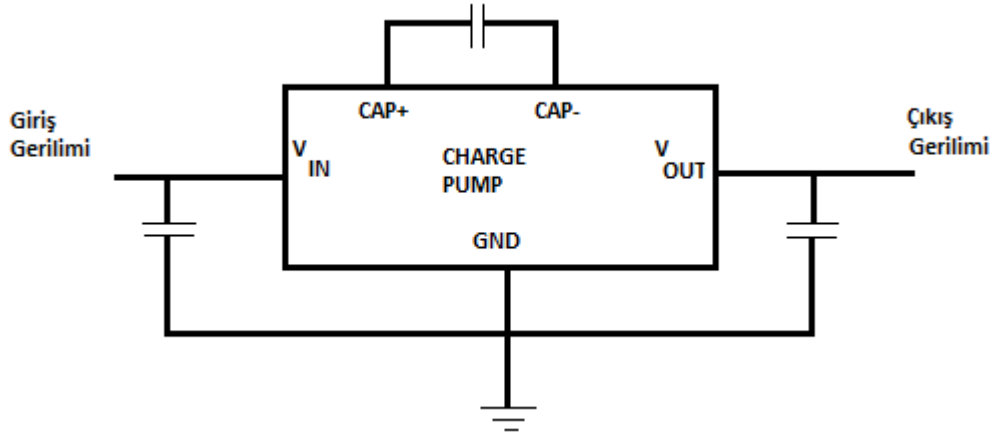 CAP+
CAP-
Giriş
Gerilimi
Çıkış
Gerilimi
V
IN
CHARGE
PUMP
V
OUT
GND